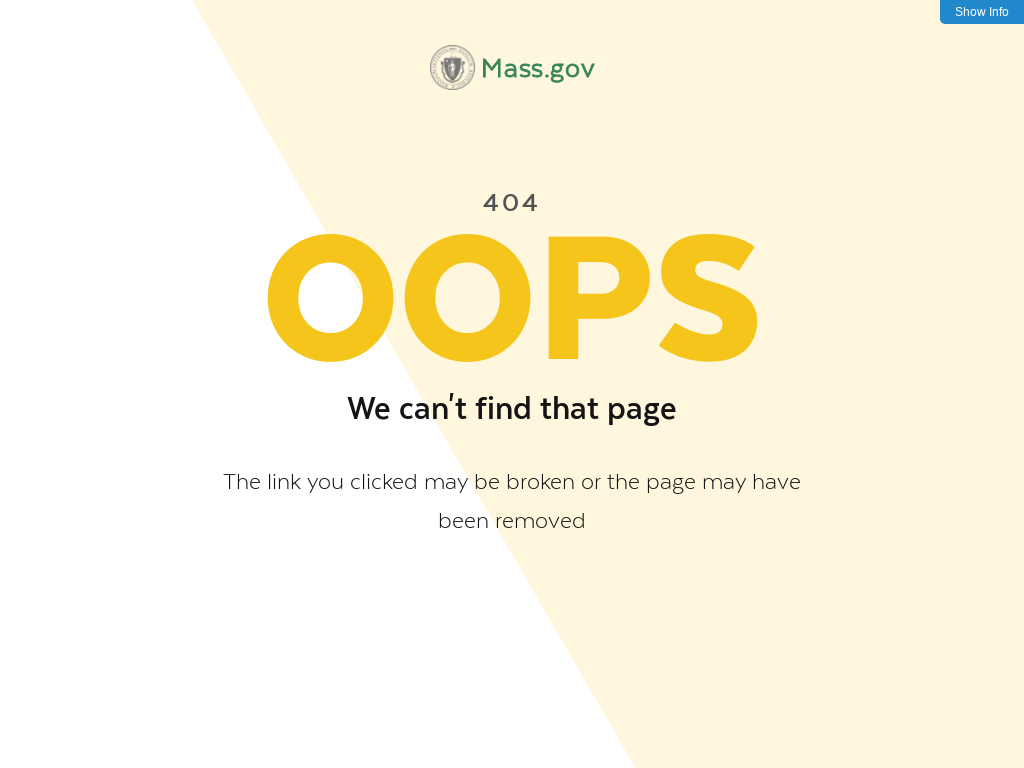 Show Info
Mass.gov
404
OOPS
We can't find that page
The link you clicked may be broken or the page may have
been removed